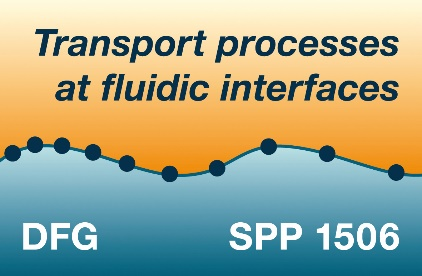 Transport processes
at fluidic interfaces
DFG
SPP 1506